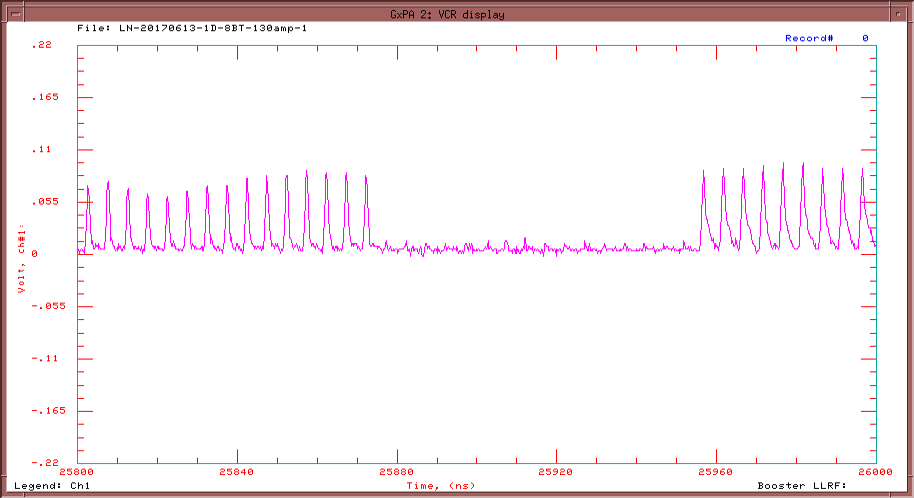 GxPA 2: VCR display
File: LN-20170613-1D-8BT-130amp-1
Record# 0
.22
.165
.11
.055
0
-.055
-.11
-.165
-.22
Volt, ch#1:
25800 25840 25880 25920 25960 26000
Legend: Ch1 Time, (ns) Booster LLRF: